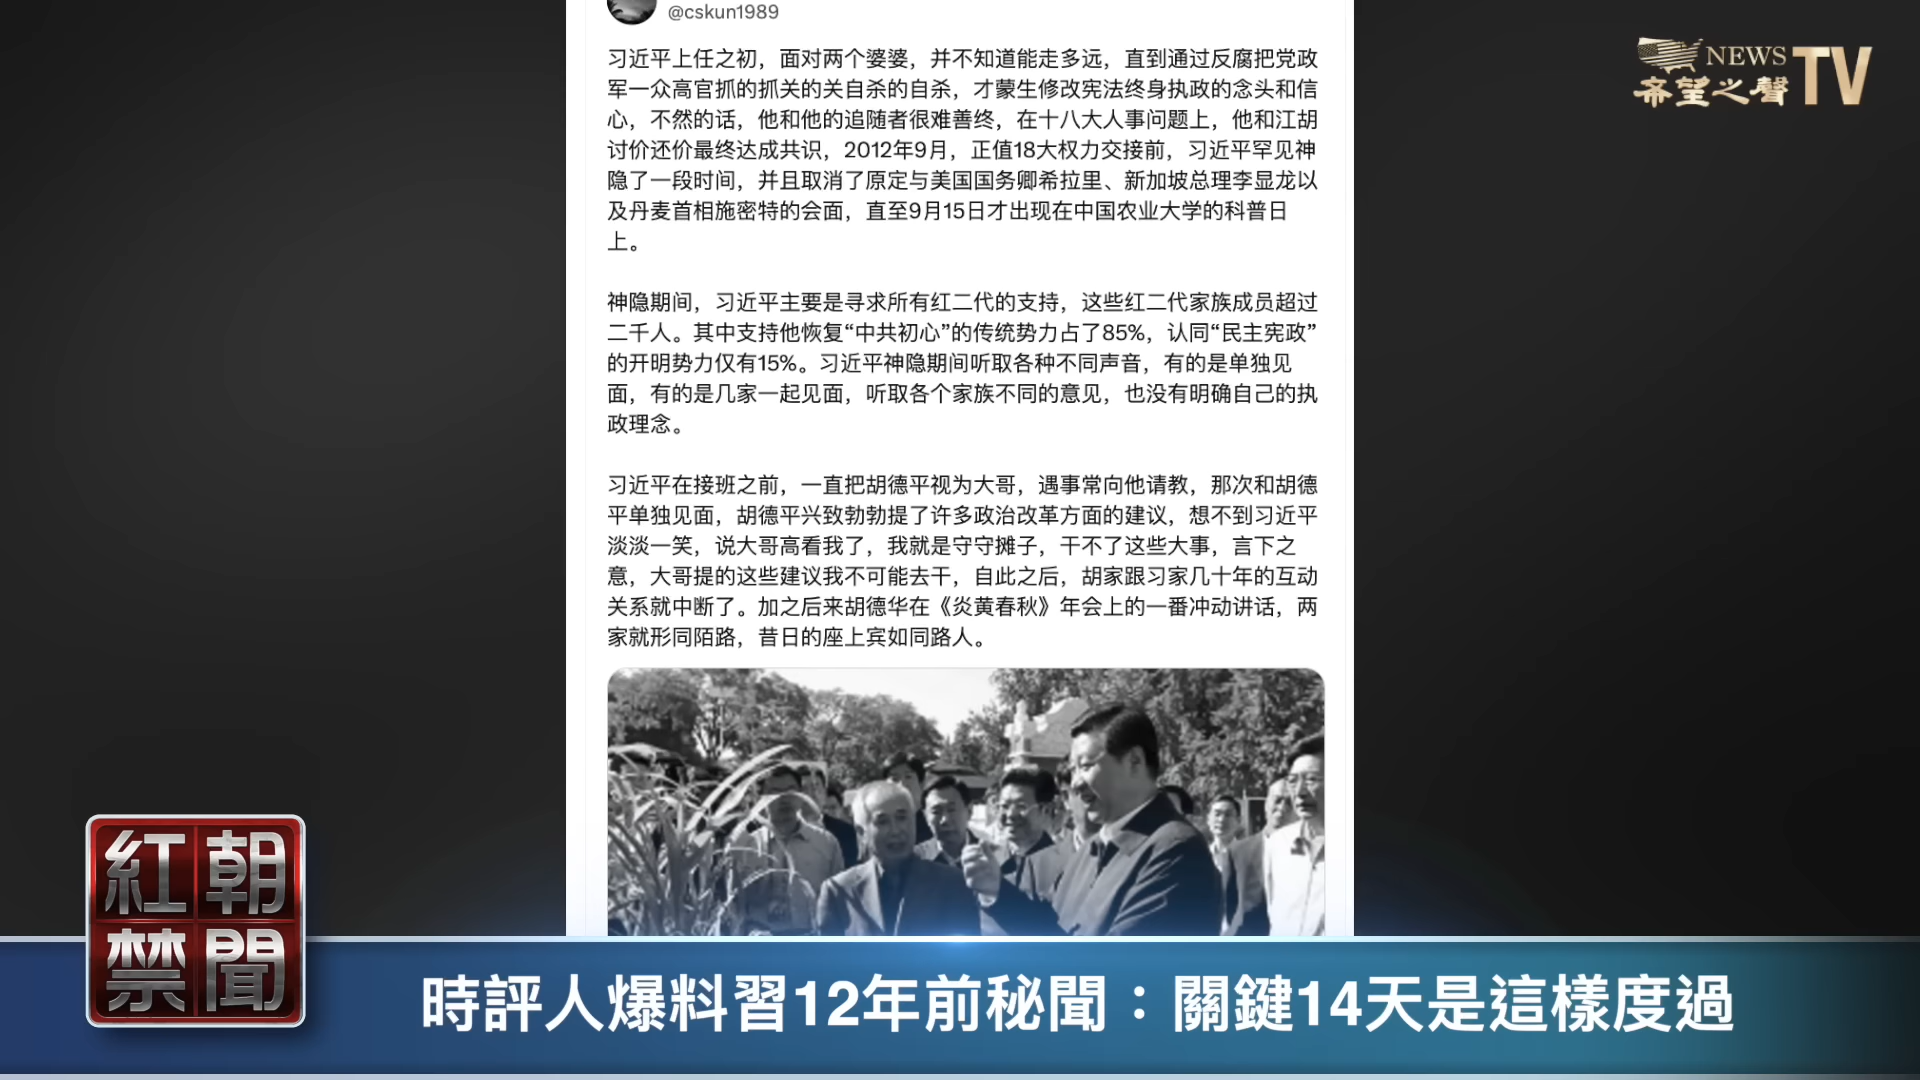 @cskun1989
NEWS
希望之聲TV
习近平上任之初，面对两个婆婆，并不知道能走多远，直到通过反腐把党政
军一众高官抓的抓关的关自杀的自杀，才蒙生修改宪法终身执政的念头和信
心，不然的话，他和他的追随者很难善终，在十八大人事问题上，他和江胡
讨价还价最终达成共识，2012年9月，正值18大权力交接前，习近平罕见神
隐了一段时间，并且取消了原定与美国国务卿希拉里、新加坡总理李显龙以
及丹麦首相施密特的会面，直至9月15日才出现在中国农业大学的科普日
上。
神隐期间，习近平主要是寻求所有红二代的支持，这些红二代家族成员超过
二千人。其中支持他恢复“中共初心”的传统势力占了85%，认同“民主宪政”
的开明势力仅有15%。习近平神隐期间听取各种不同声音，有的是单独见
面，有的是几家一起见面，听取各个家族不同的意见，也没有明确自己的执
政理念。
习近平在接班之前，一直把胡德平视为大哥，遇事常向他请教，那次和胡德
平单独见面，胡德平兴致勃勃提了许多政治改革方面的建议，想不到习近平
淡淡一笑，说大哥高看我了，我就是守守摊子，干不了这些大事，言下之
意，大哥提的这些建议我不可能去干，自此之后，胡家跟习家几十年的互动
关系就中断了。加之后来胡德华在《炎黄春秋》年会上的一番冲动讲话，两
家就形同陌路，昔日的座上宾如同路人。
紅朝
禁聞
時評人爆料習12年前秘聞：關鍵14天是這樣度過